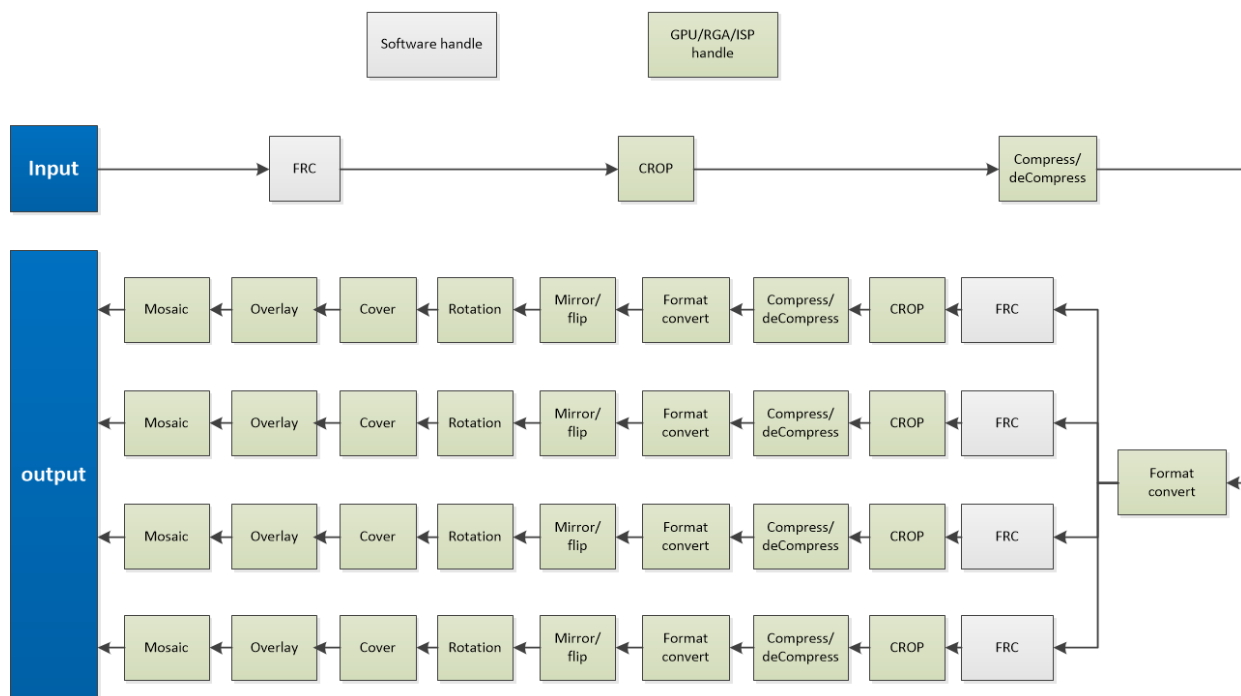 Software handle
GPU/RGA/ISP
handle
Input
FRC
CROP
Compress/
deCompress
output
Mosaic
Overlay
Cover
Rotation
Mirror/
flip
Format
convert
Compress/
deCompress
CROP
FRC
Mosaic
Overlay
Cover
Rotation
Mirror/
flip
Format
convert
Compress/
deCompress
CROP
FRC
Format
convert
Mosaic
Overlay
Cover
Rotation
Mirror/
flip
Format
convert
Compress/
deCompress
CROP
FRC
Mosaic
Overlay
Cover
Rotation
Mirror/
flip
Format
convert
Compress/
deCompress
CROP
FRC